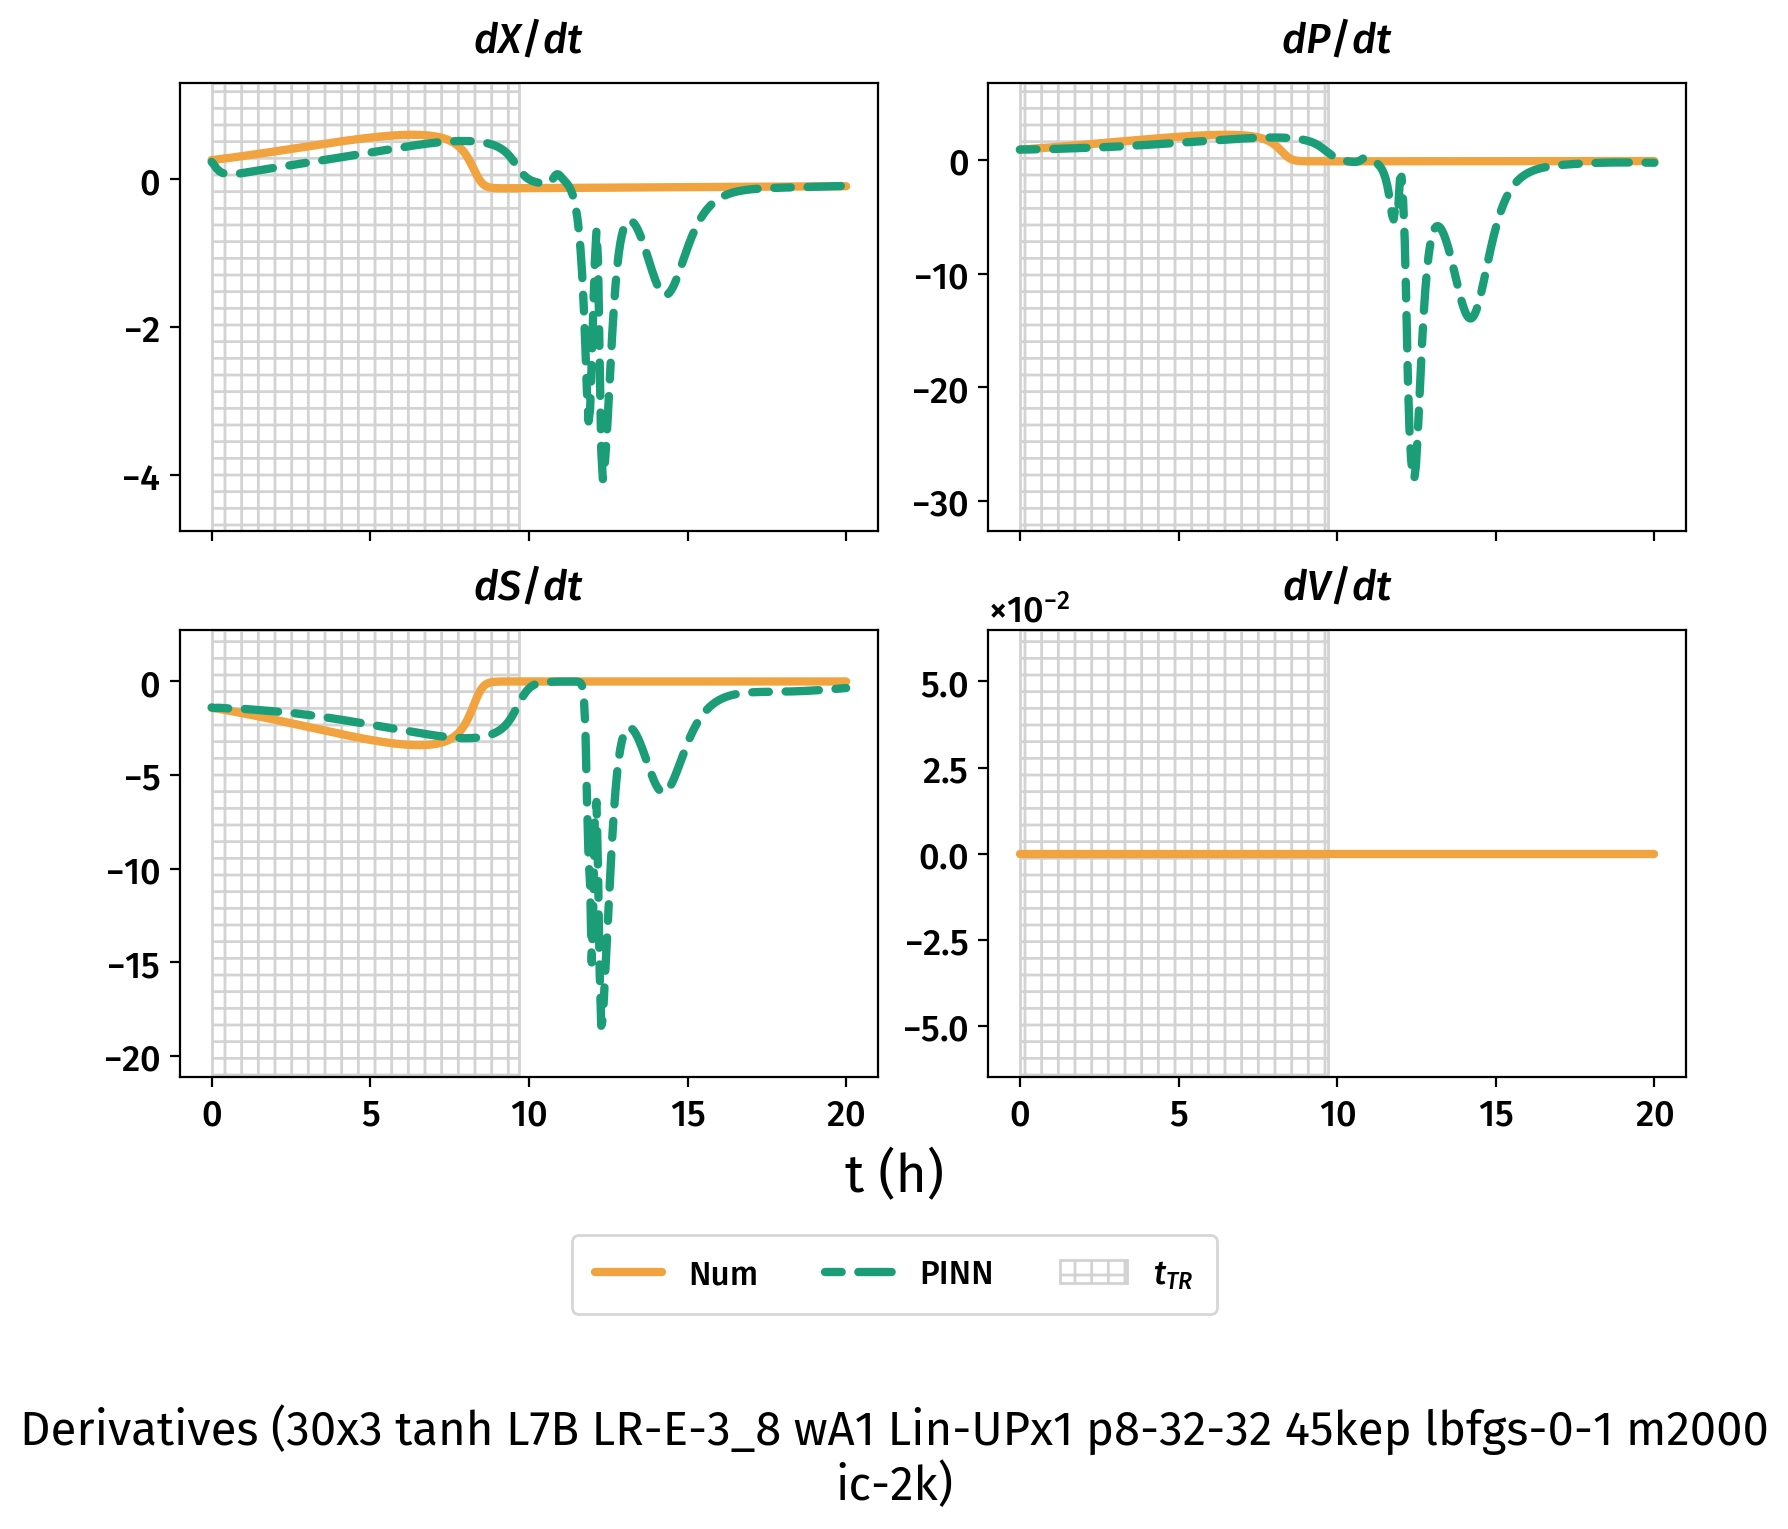 dX/dt
dP/dt
0
−2
−4
0
−10
−20
−30
dS/dt
dV/dt
×10⁻²
0
−5
−10
−15
−20
5.0
2.5
0.0
−2.5
−5.0
0 5 10 15 20
0 5 10 15 20
t (h)
Num PINN t_TR
Derivatives (30x3 tanh L7B LR-E-3_8 wA1 Lin-UPx1 p8-32-32 45kep lbfgs-0-1 m2000
ic-2k)